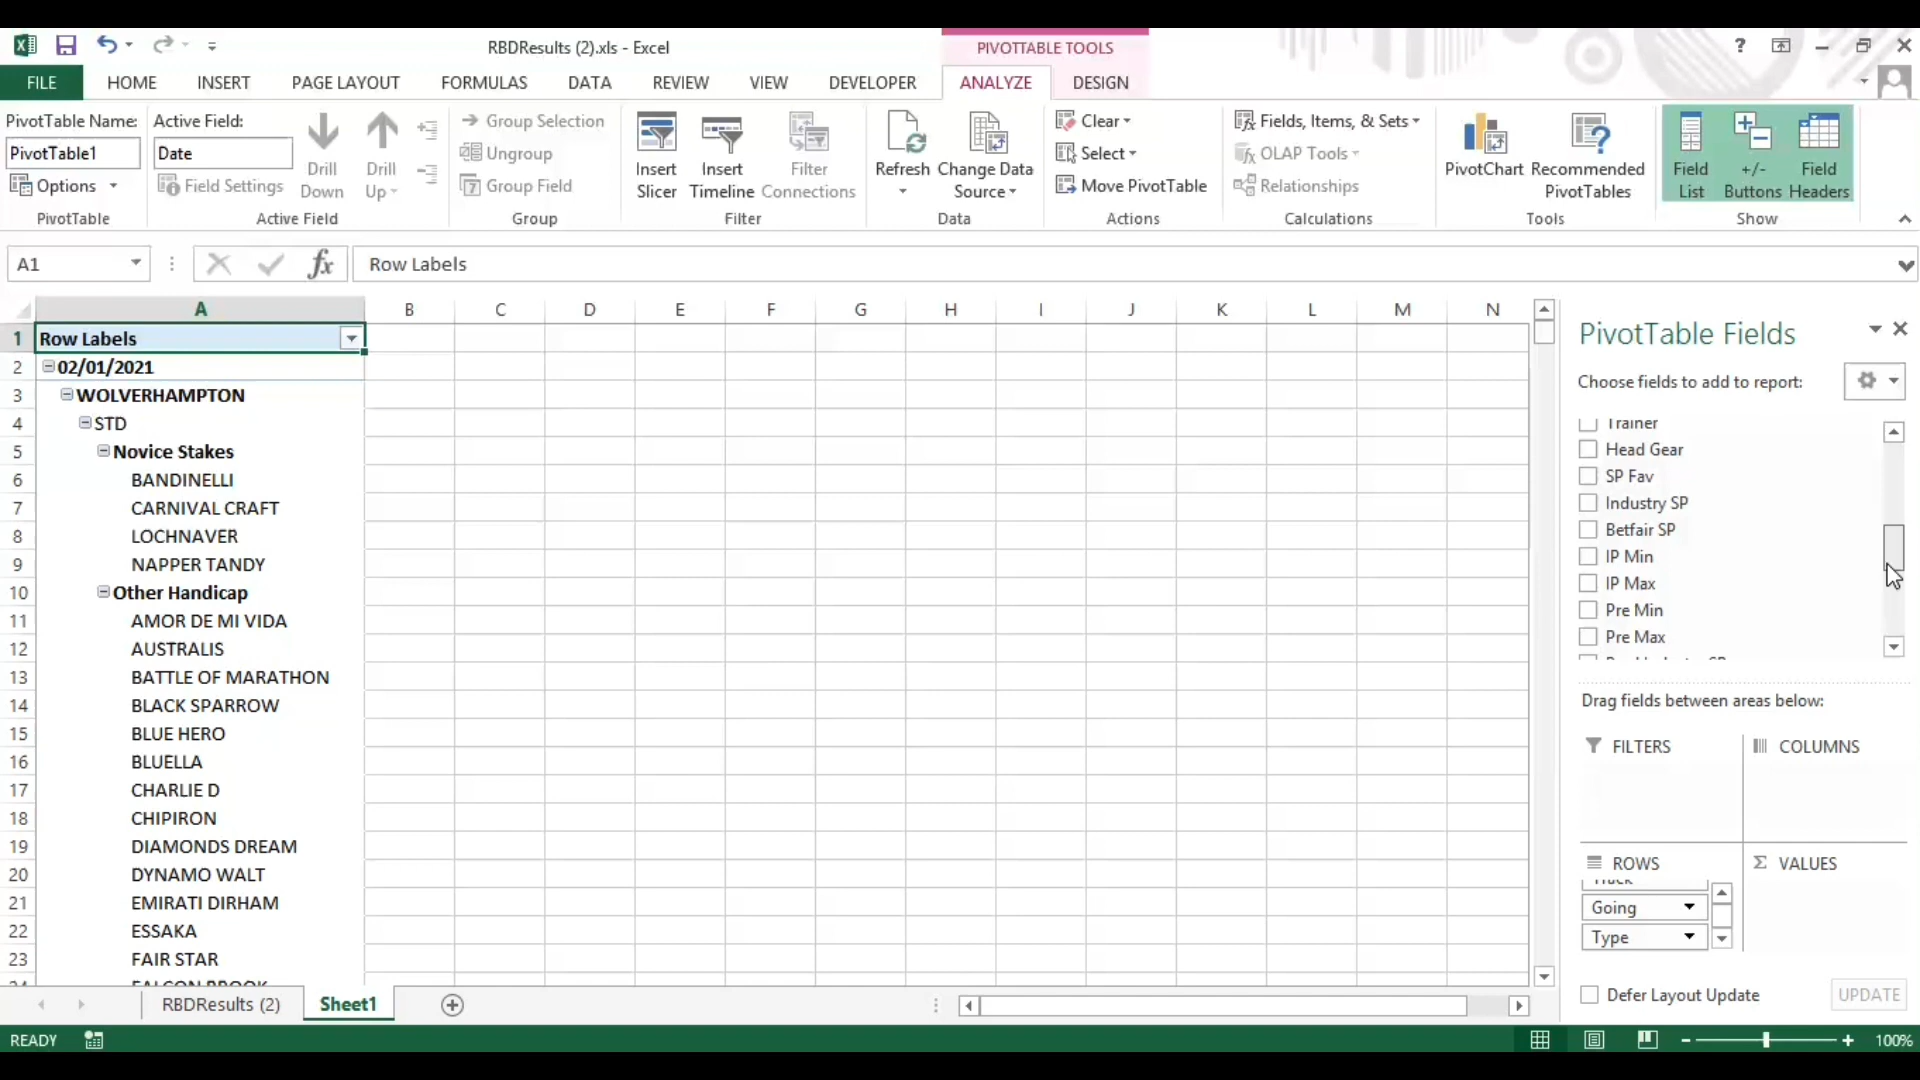 RBDResults (2).xls - Excel
PIVOTTABLE TOOLS
?
FILE HOME INSERT PAGE LAYOUT FORMULAS DATA REVIEW VIEW DEVELOPER ANALYZE DESIGN
PivotTable Name:
PivotTable1
Options
PivotTable
Active Field:
Date
Field Settings
Drill Down
Drill Up
Active Field
Group Selection
Ungroup
Group Field
Group
Insert Slicer
Insert Timeline
Filter Connections
Filter
Refresh
Change Data Source
Data
Clear
Select
Move PivotTable
Actions
Fields, Items, & Sets
OLAP Tools
Relationships
Calculations
PivotChart
Recommended PivotTables
Tools
Field List
+/- Buttons
Field Headers
Show
A1
fx
Row Labels
A B C D E F G H I J K L M N
1 Row Labels
2 02/01/2021
3 WOLVERHAMPTON
4 STD
5 Novice Stakes
6 BANDINELLI
7 CARNIVAL CRAFT
8 LOCHNAVER
9 NAPPER TANDY
10 Other Handicap
11 AMOR DE MI VIDA
12 AUSTRALIS
13 BATTLE OF MARATHON
14 BLACK SPARROW
15 BLUE HERO
16 BLUELLA
17 CHARLIE D
18 CHIPIRON
19 DIAMONDS DREAM
20 DYNAMO WALT
21 EMIRATI DIRHAM
22 ESSAKA
23 FAIR STAR
24 FALCON BROOK
PivotTable Fields
Choose fields to add to report:
Trainer
Head Gear
SP Fav
Industry SP
Betfair SP
IP Min
IP Max
Pre Min
Pre Max
Drag fields between areas below:
FILTERS
COLUMNS
ROWS
Track
Going
Type
Σ VALUES
Defer Layout Update
UPDATE
RBDResults (2)
Sheet1
READY
100%